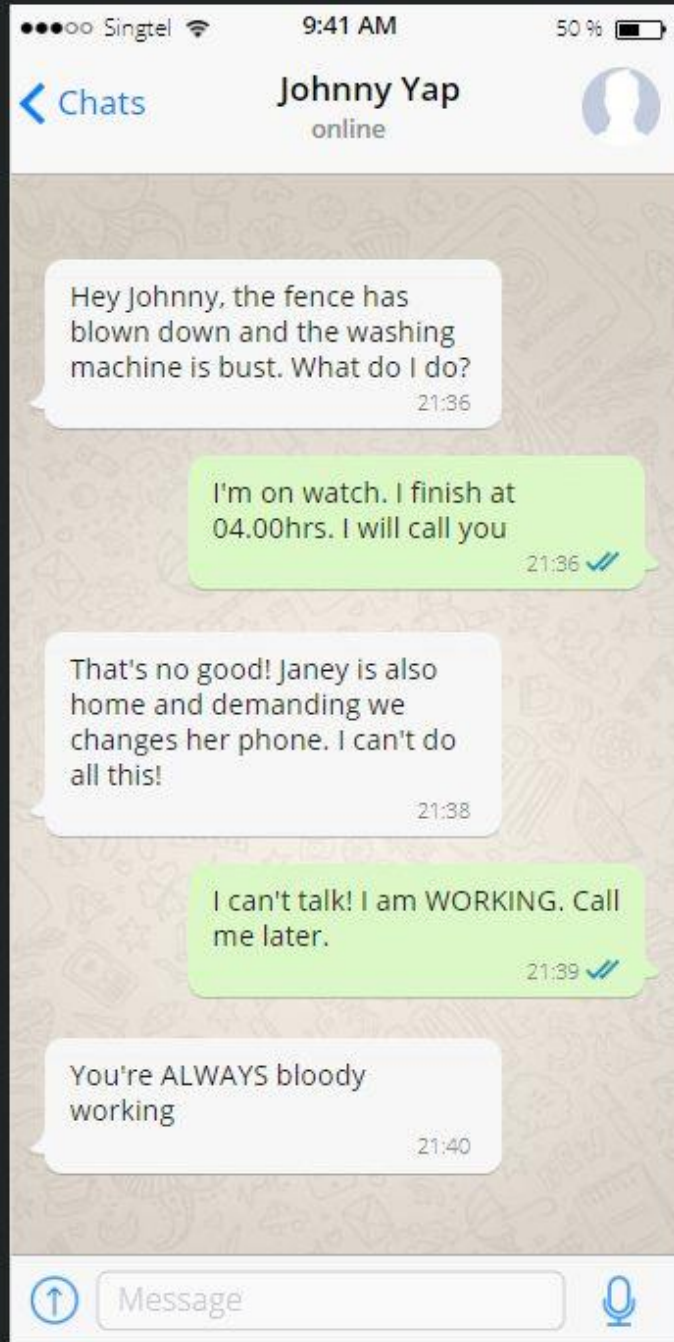 Singtel 9:41 AM 50 %
Chats Johnny Yap
online
Hey Johnny, the fence has
blown down and the washing
machine is bust. What do I do?
21:36
I'm on watch. I finish at
04.00hrs. I will call you
21:36
That's no good! Janey is also
home and demanding we
changes her phone. I can't do
all this!
21:38
I can't talk! I am WORKING. Call
me later.
21:39
You're ALWAYS bloody
working
21:40
Message